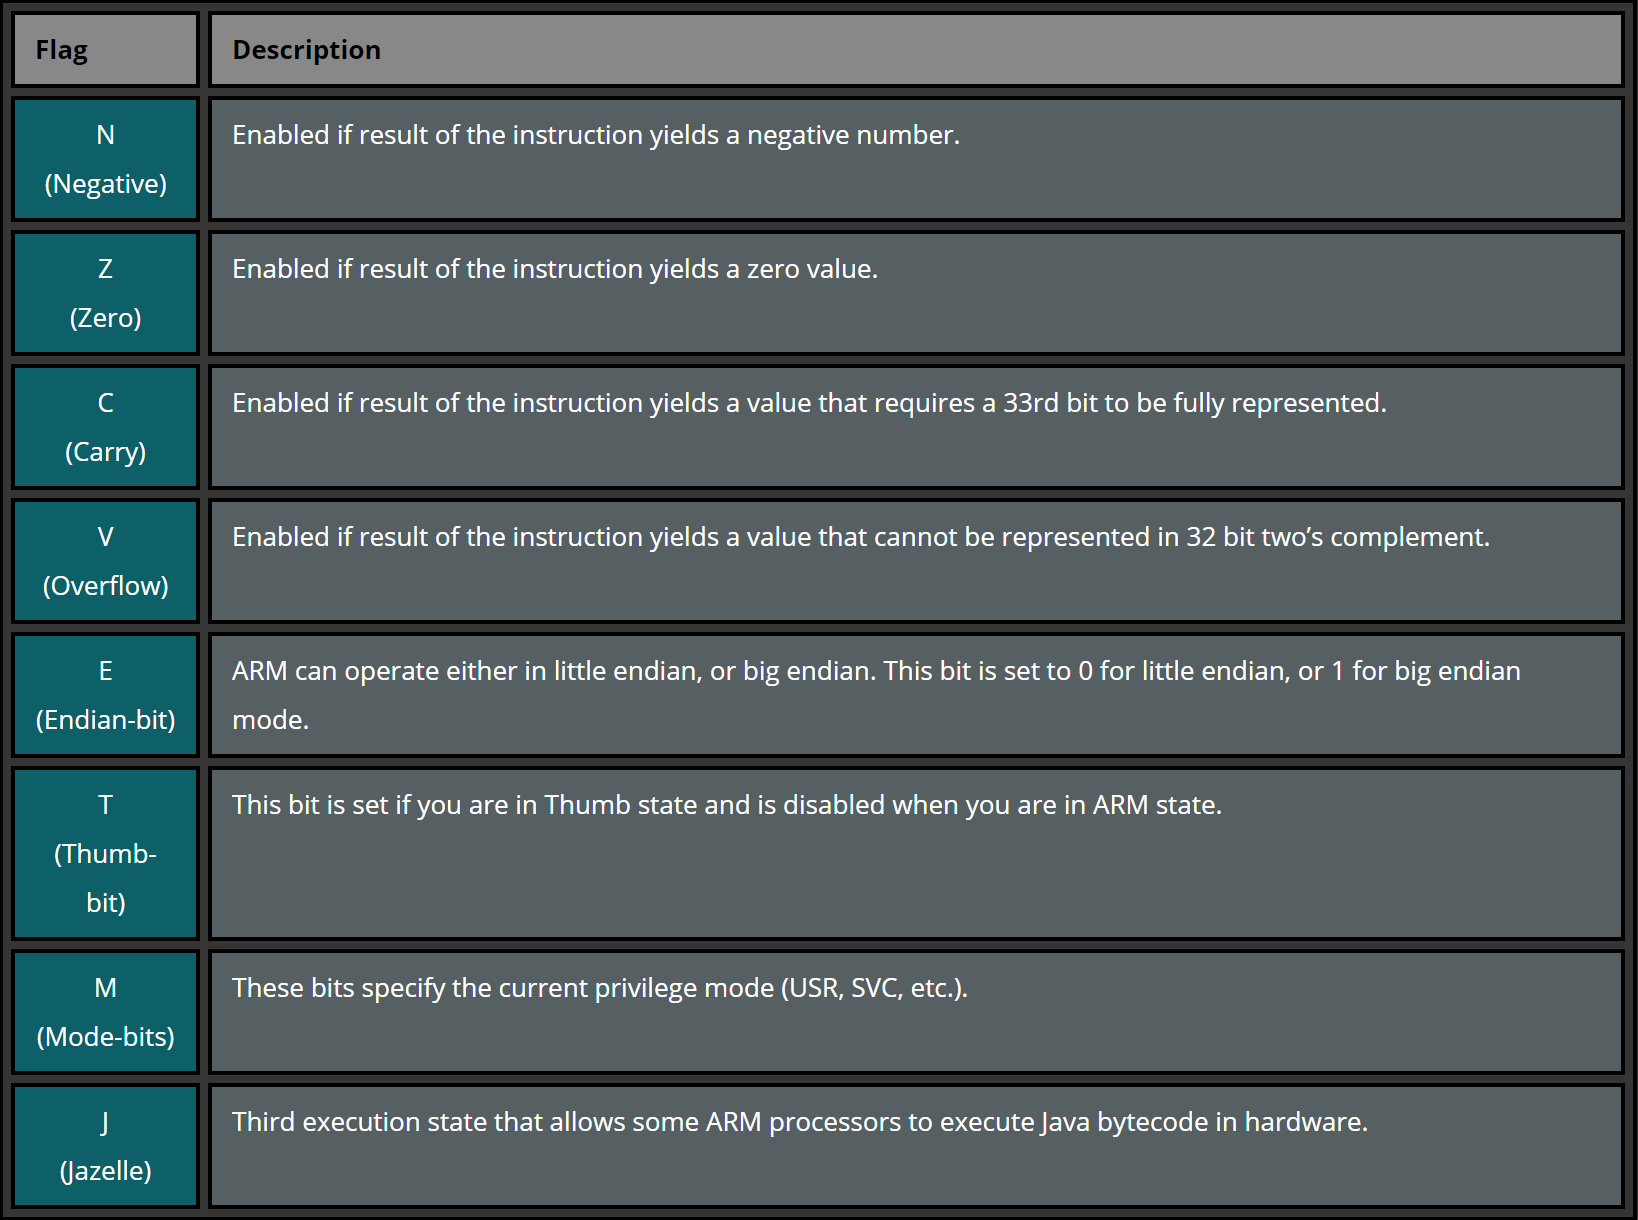 Flag
Description
N
(Negative)
Enabled if result of the instruction yields a negative number.
Z
(Zero)
Enabled if result of the instruction yields a zero value.
C
(Carry)
Enabled if result of the instruction yields a value that requires a 33rd bit to be fully represented.
V
(Overflow)
Enabled if result of the instruction yields a value that cannot be represented in 32 bit two’s complement.
E
(Endian-bit)
ARM can operate either in little endian, or big endian. This bit is set to 0 for little endian, or 1 for big endian
mode.
T
(Thumb-
bit)
This bit is set if you are in Thumb state and is disabled when you are in ARM state.
M
(Mode-bits)
These bits specify the current privilege mode (USR, SVC, etc.).
J
(Jazelle)
Third execution state that allows some ARM processors to execute Java bytecode in hardware.